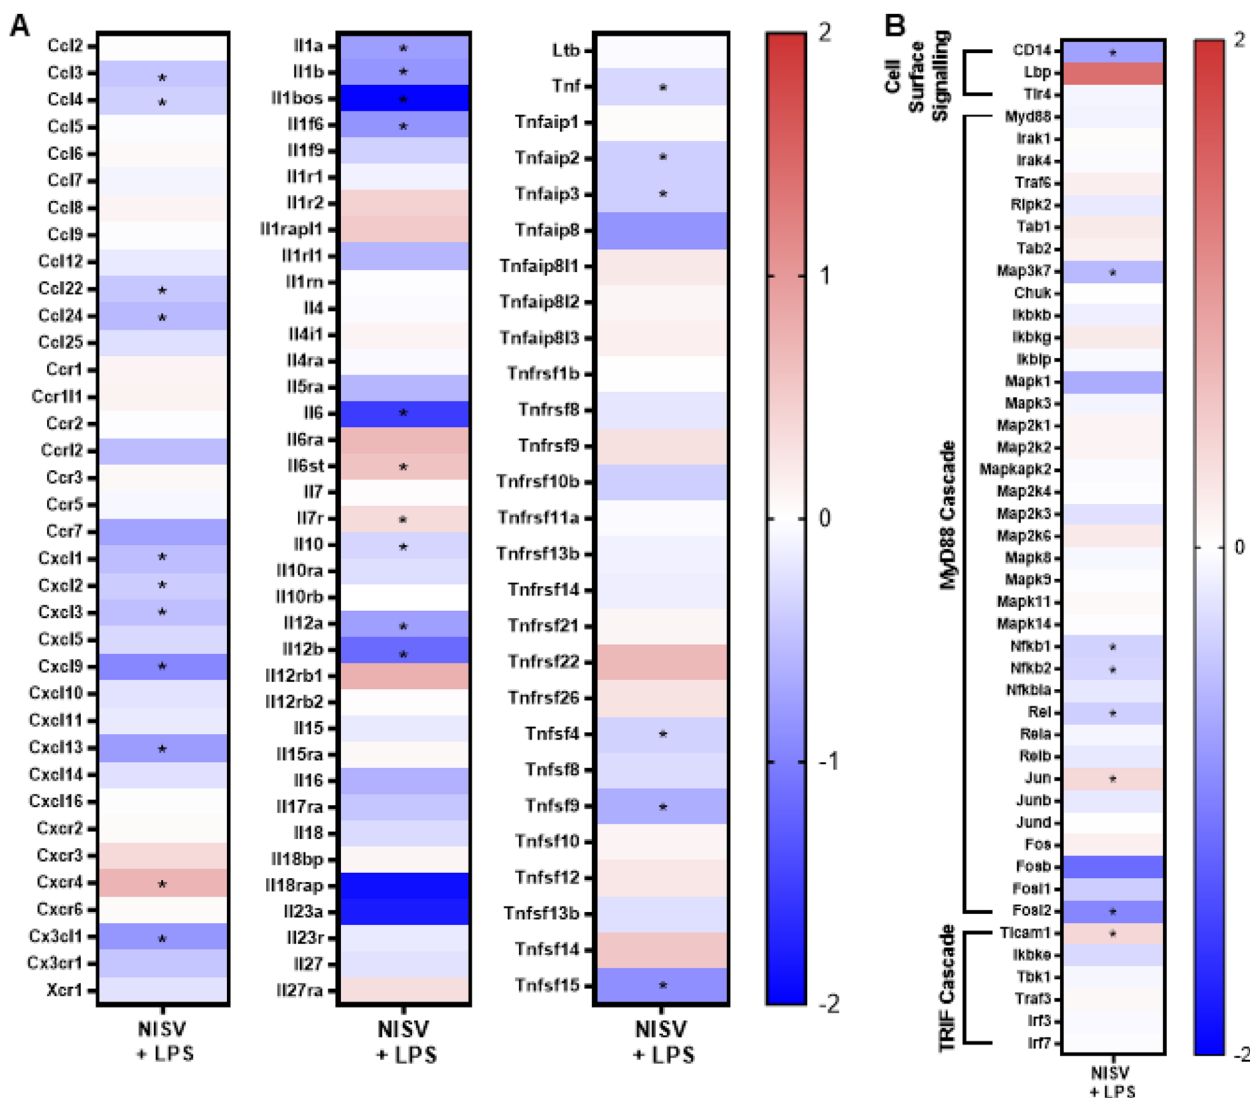 A
Ccl2
Ccl3
*
Ccl4
*
Ccl5
Ccl6
Ccl7
Ccl8
Ccl9
Ccl12
Ccl22
*
Ccl24
*
Ccl25
Ccr1
Ccr1l1
Ccr2
Ccrl2
Ccr3
Ccr5
Ccr7
Cxcl1
*
Cxcl2
*
Cxcl3
*
Cxcl5
Cxcl9
*
Cxcl10
Cxcl11
Cxcl13
*
Cxcl14
Cxcl16
Cxcr2
Cxcr3
Cxcr4
*
Cxcr6
Cx3cl1
*
Cx3cr1
Xcr1
NISV
+ LPS
Il1a
*
Il1b
*
Il1bos
*
Il1f6
*
Il1f9
Il1r1
Il1r2
Il1rapl1
Il1rl1
Il1rn
Il4
Il4i1
Il4ra
Il5ra
Il6
*
Il6ra
Il6st
*
Il7
Il7r
*
Il10
*
Il10ra
Il10rb
Il12a
*
Il12b
*
Il12rb1
Il12rb2
Il15
Il15ra
Il16
Il17ra
Il18
Il18bp
Il18rap
Il23a
Il23r
Il27
Il27ra
NISV
+ LPS
Ltb
Tnf
*
Tnfaip1
Tnfaip2
*
Tnfaip3
*
Tnfaip8
Tnfaip8l1
Tnfaip8l2
Tnfaip8l3
Tnfrsf1b
Tnfrsf8
Tnfrsf9
Tnfrsf10b
Tnfrsf11a
Tnfrsf13b
Tnfrsf14
Tnfrsf21
Tnfrsf22
Tnfrsf26
Tnfsf4
*
Tnfsf8
Tnfsf9
*
Tnfsf10
Tnfsf12
Tnfsf13b
Tnfsf14
Tnfsf15
*
NISV
+ LPS
2
1
0
-1
-2
B
Cell
Surface
Signalling
MyD88 Cascade
TRIF Cascade
CD14
*
Lbp
Tlr4
Myd88
Irak1
Irak4
Traf6
Ripk2
Tab1
Tab2
Map3k7
*
Chuk
Ikbkb
Ikbkg
Ikbip
Mapk1
Mapk3
Map2k1
Map2k2
Mapkapk2
Map2k4
Map2k3
Map2k6
Mapk8
Mapk9
Mapk11
Mapk14
Nfkb1
*
Nfkb2
*
Nfkbia
Rel
*
Rela
Relb
Jun
*
Junb
Jund
Fos
Fosb
Fosl1
Fosl2
*
Ticam1
*
Ikbke
Tbk1
Traf3
Irf3
Irf7
NISV
+ LPS
2
0
-2